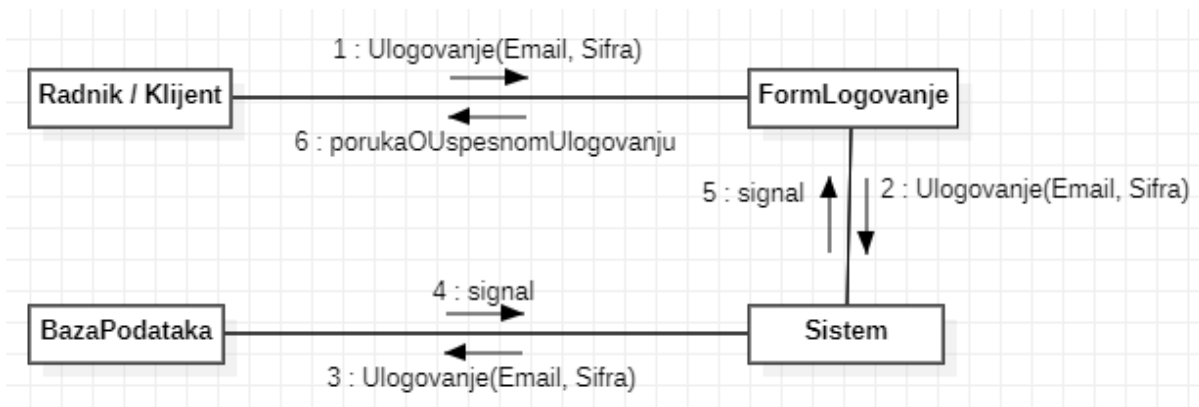 1 : Ulogovanje(Email, Sifra)
Radnik / Klijent
FormLogovanje
6 : porukaOUspesnomUlogovanju
5 : signal
2 : Ulogovanje(Email, Sifra)
4 : signal
BazaPodataka
Sistem
3 : Ulogovanje(Email, Sifra)